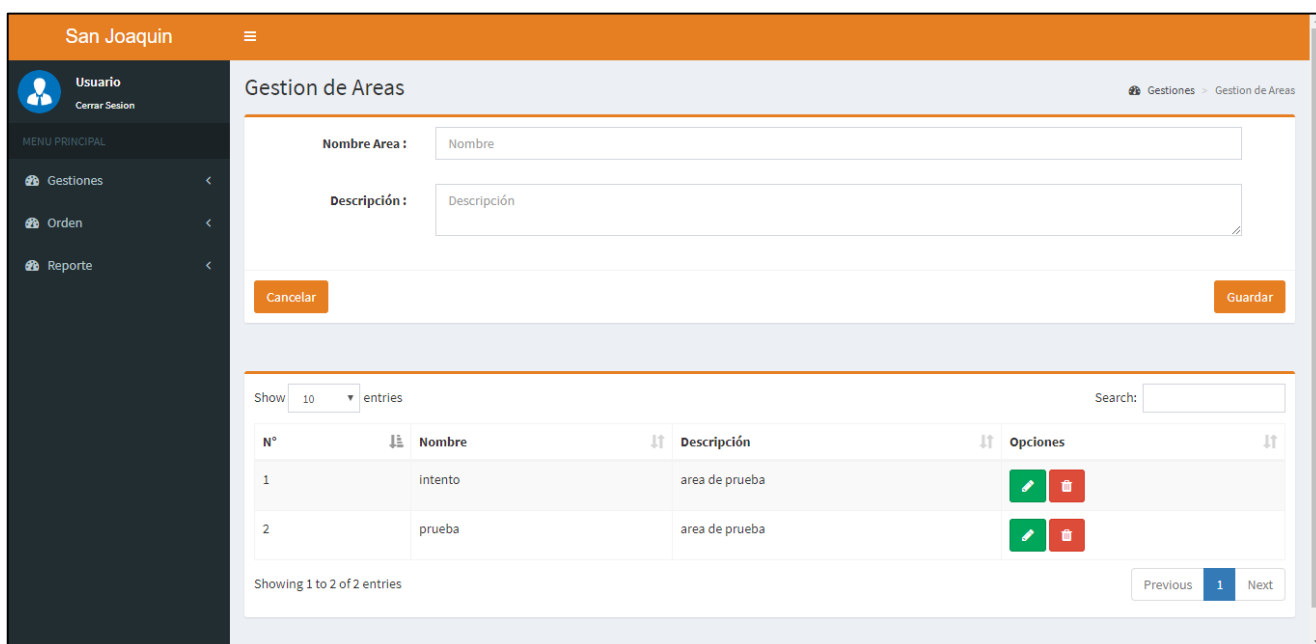 San Joaquin
Usuario
Cerrar Sesion
MENU PRINCIPAL
Gestiones
Orden
Reporte
Gestion de Areas
Gestiones > Gestion de Areas
Nombre Area :
Nombre
Descripción :
Descripción
Cancelar
Guardar
Show 10 entries
Search:
N° Nombre Descripción Opciones
1 intento area de prueba
2 prueba area de prueba
Showing 1 to 2 of 2 entries
Previous 1 Next